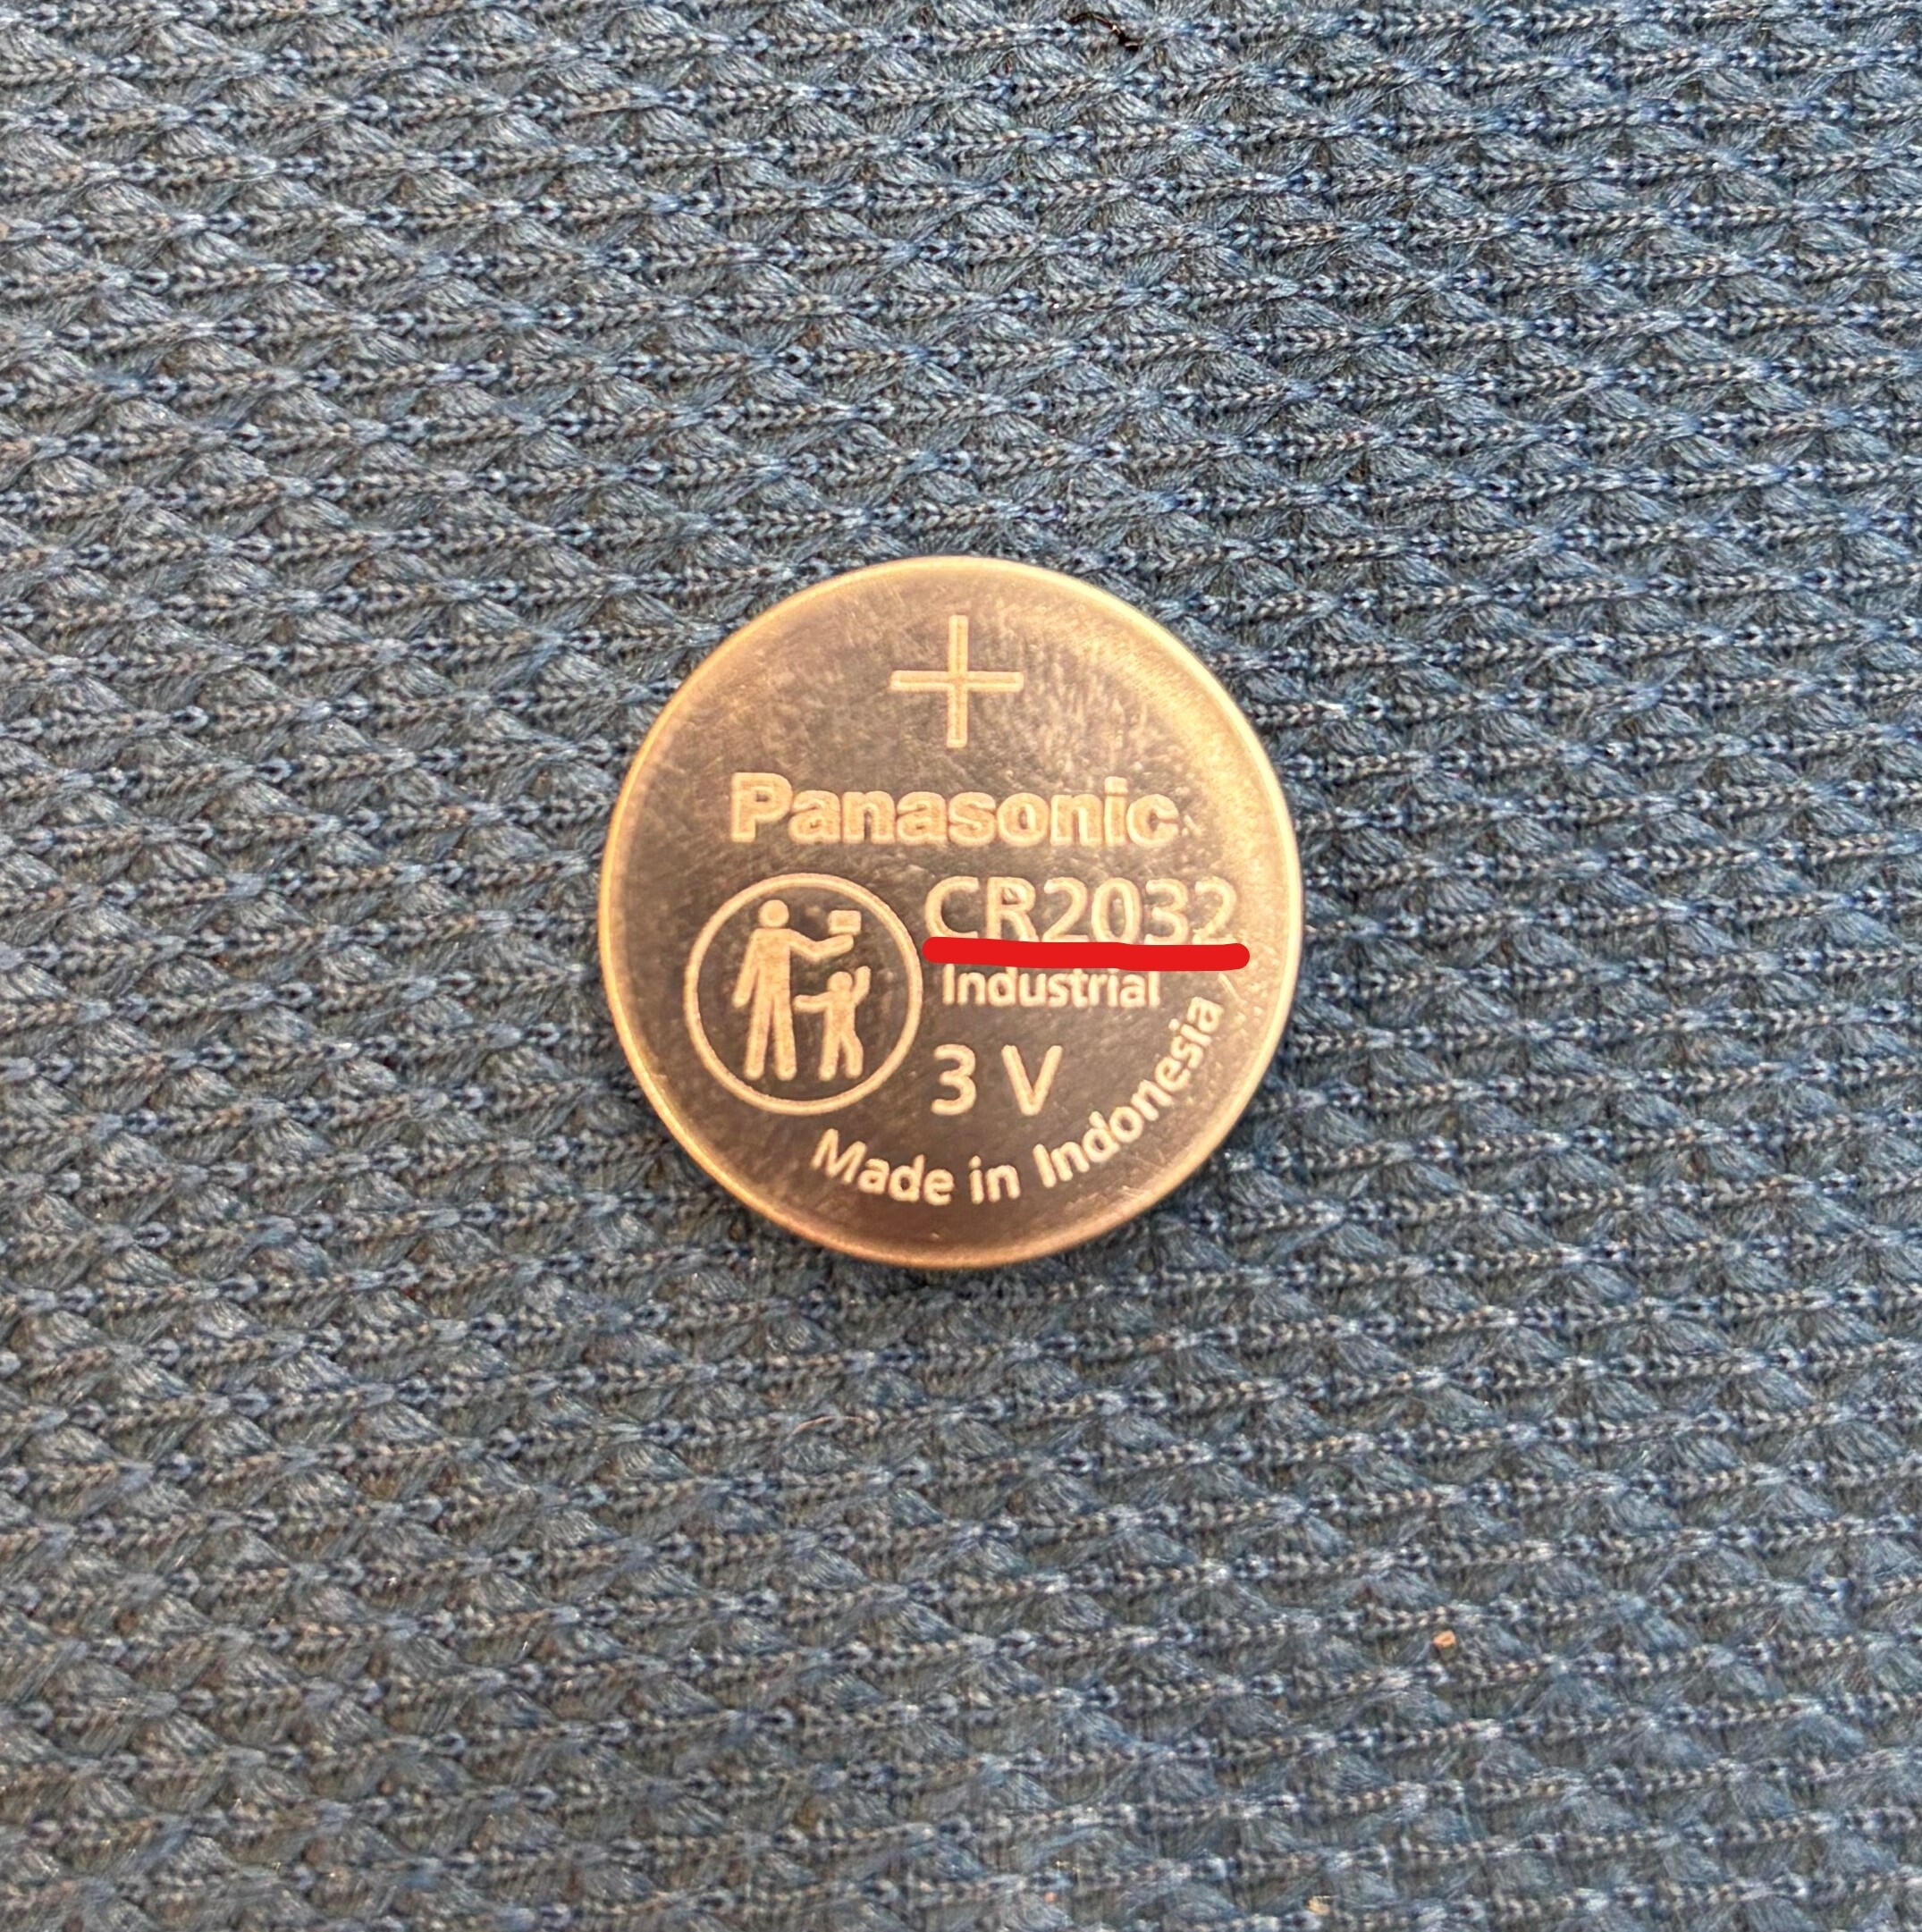 +
Panasonic
CR2032
Industrial
3 V
Made in Indonesia